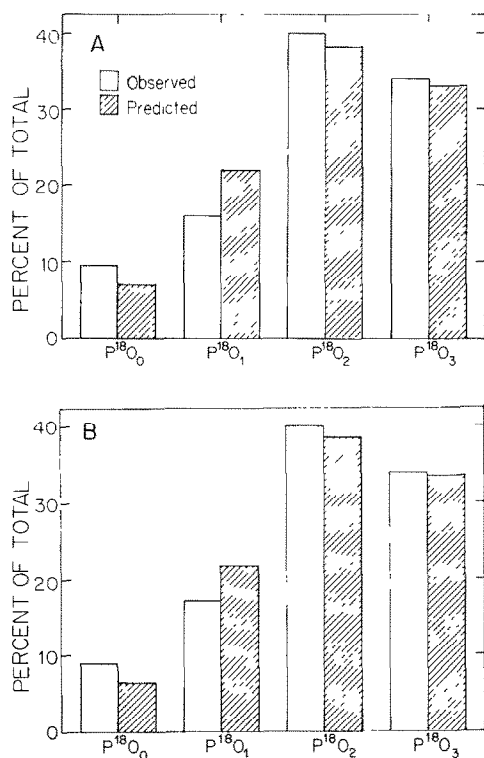 A
Observed
Predicted
PERCENT OF TOTAL
40
30
20
10
0
P¹⁸O₀
P¹⁸O₁
P¹⁸O₂
P¹⁸O₃
B
PERCENT OF TOTAL
40
30
20
10
0
P¹⁸O₀
P¹⁸O₁
P¹⁸O₂
P¹⁸O₃